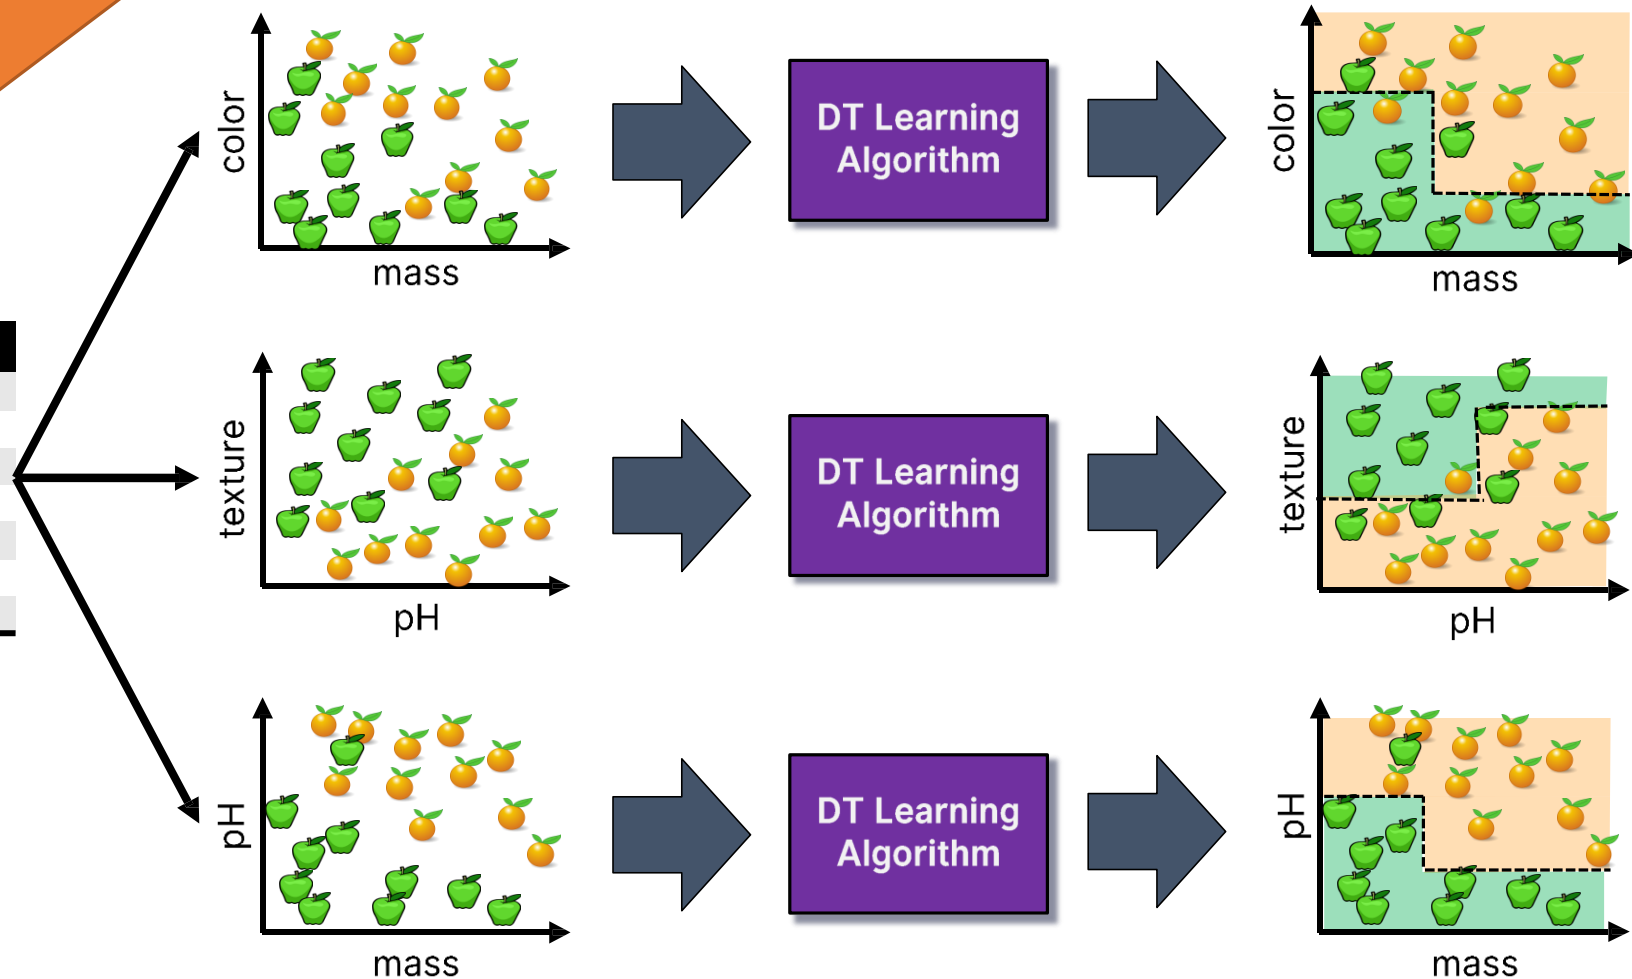 color
mass
DT Learning
Algorithm
color
mass
texture
pH
DT Learning
Algorithm
texture
pH
pH
mass
DT Learning
Algorithm
pH
mass